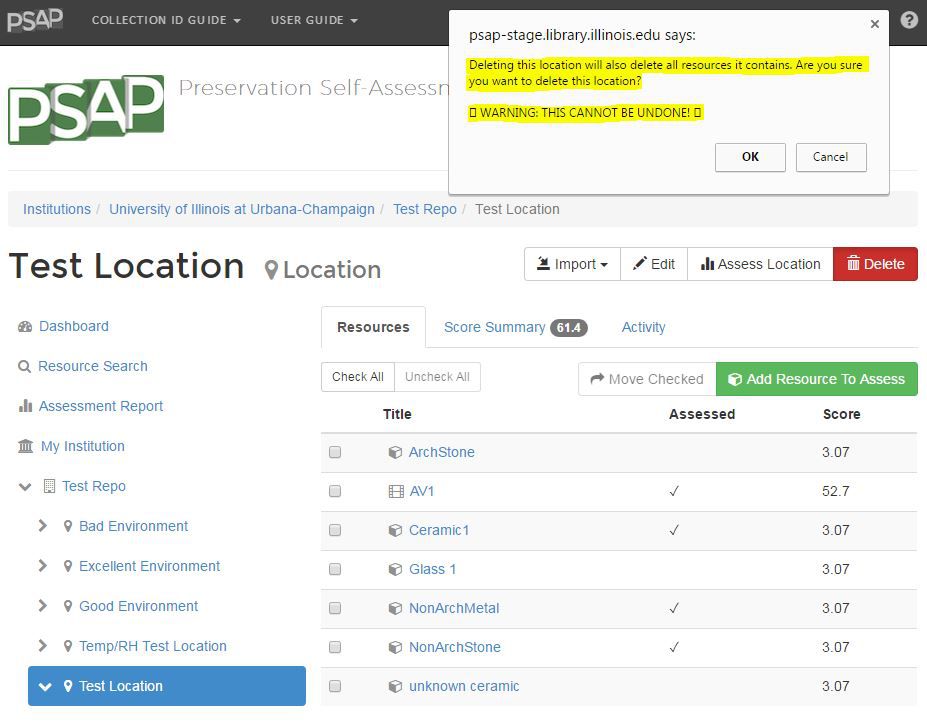 PSAP
COLLECTION ID GUIDE
USER GUIDE
?
psap-stage.library.illinois.edu says:
×
Deleting this location will also delete all resources it contains. Are you sure
you want to delete this location?
WARNING: THIS CANNOT BE UNDONE!
OK
Cancel
PSAP
Preservation Self-Assessm
Institutions / University of Illinois at Urbana-Champaign / Test Repo / Test Location
Test Location Location
Import
Edit
Assess Location
Delete
Dashboard
Resource Search
Assessment Report
My Institution
Test Repo
Bad Environment
Excellent Environment
Good Environment
Temp/RH Test Location
Test Location
Resources
Score Summary 61.4
Activity
Check All
Uncheck All
Move Checked
Add Resource To Assess
Title Assessed Score
ArchStone 3.07
AV1 ✓ 52.7
Ceramic1 ✓ 3.07
Glass 1 3.07
NonArchMetal ✓ 3.07
NonArchStone ✓ 3.07
unknown ceramic 3.07